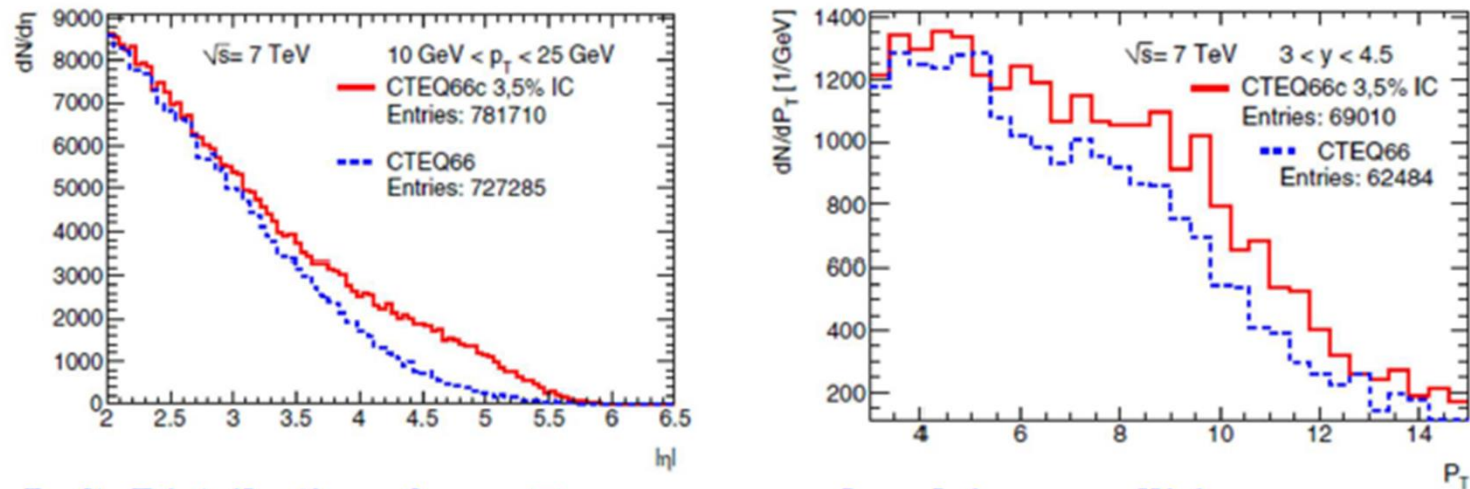 dN/dη
9000
8000
7000
6000
5000
4000
3000
2000
1000
0
√s= 7 TeV
10 GeV < p_T < 25 GeV
CTEQ66c 3,5% IC
Entries: 781710
CTEQ66
Entries: 727285
2 2.5 3 3.5 4 4.5 5 5.5 6 6.5
|η|
dN/dP_T [1/GeV]
1400
1200
1000
800
600
400
200
√s= 7 TeV
3 < y < 4.5
CTEQ66c 3,5% IC
Entries: 69010
CTEQ66
Entries: 62484
4 6 8 10 12 14
P_T